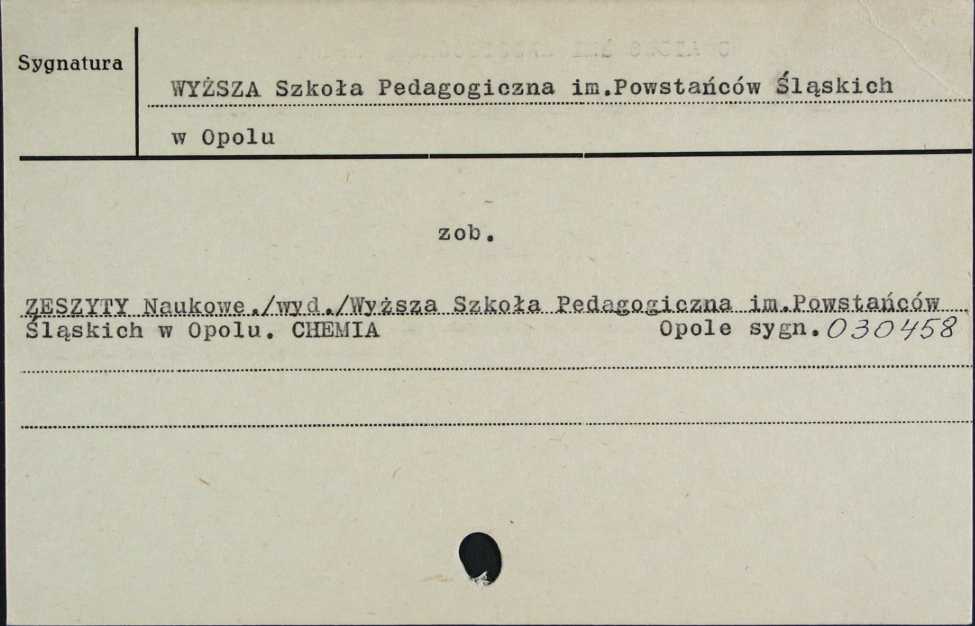 Sygnatura
WYŻSZA Szkoła Pedagogiczna im.Powstańców Śląskich
w Opolu
zob.
ZESZYTY Naukowe./wyd./Wyższa Szkoła Pedagogiczna im.Powstańców
Śląskich w Opolu. CHEMIA Opole sygn. 030458